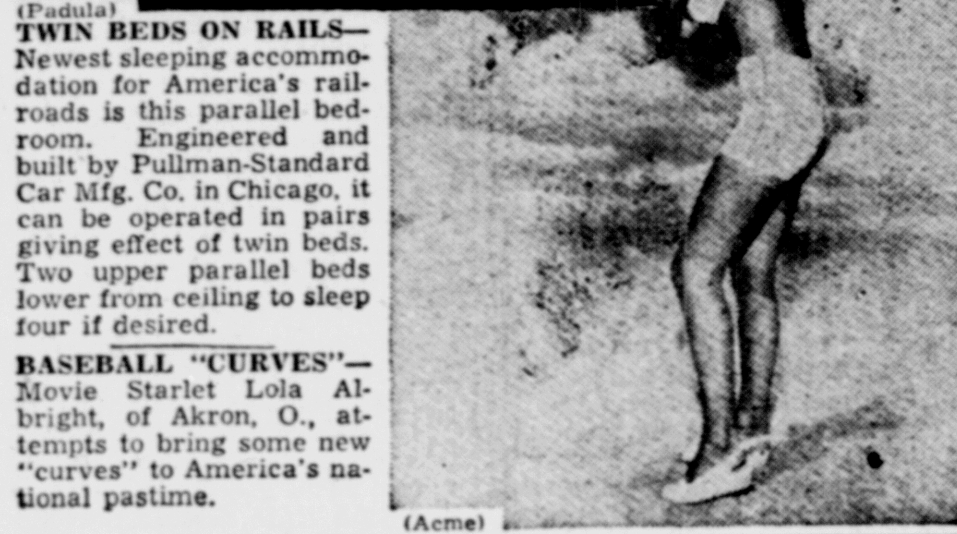 (Padula)
TWIN BEDS ON RAILS—
Newest sleeping accommo-
dation for America's rail-
roads is this parallel bed-
room. Engineered and
built by Pullman-Standard
Car Mfg. Co. in Chicago, it
can be operated in pairs
giving effect of twin beds.
Two upper parallel beds
lower from ceiling to sleep
four if desired.
BASEBALL "CURVES"—
Movie Starlet Lola Al-
bright, of Akron, O., at-
tempts to bring some new
"curves" to America's na-
tional pastime.
(Acme)